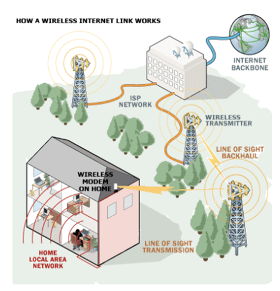 HOW A WIRELESS INTERNET LINK WORKS
INTERNET
BACKBONE
ISP
NETWORK
WIRELESS
TRANSMITTER
LINE OF SIGHT
BACKHAUL
WIRELESS
MODEM
ON HOME
HOME
LOCAL AREA
NETWORK
LINE OF SIGHT
TRANSMISSION